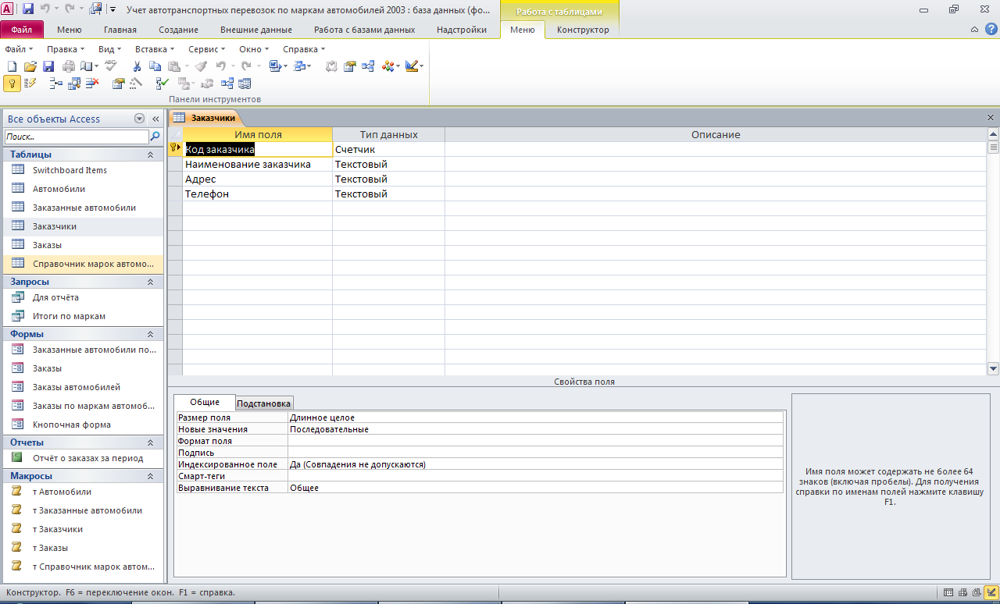 Учет автотранспортных перевозок по маркам автомобилей 2003 : база данных (фо...
Работа с таблицами
Файл Меню Главная Создание Внешние данные Работа с базами данных Надстройки Меню Конструктор
Файл Правка Вид Вставка Сервис Окно Справка
Панели инструментов
Все объекты Access
Поиск...
Таблицы
Switchboard Items
Автомобили
Заказанные автомобили
Заказчики
Заказы
Справочник марок автомо...
Запросы
Для отчёта
Итоги по маркам
Формы
Заказанные автомобили по...
Заказы
Заказы автомобилей
Заказы по маркам автомоб...
Кнопочная форма
Отчеты
Отчёт о заказах за период
Макросы
т Автомобили
т Заказанные автомобили
т Заказчики
т Заказы
т Справочник марок автом...
Заказчики
Имя поля Тип данных Описание
Код заказчика Счетчик
Наименование заказчика Текстовый
Адрес Текстовый
Телефон Текстовый
Свойства поля
Общие Подстановка
Размер поля Длинное целое
Новые значения Последовательные
Формат поля
Подпись
Индексированное поле Да (Совпадения не допускаются)
Смарт-теги
Выравнивание текста Общее
Имя поля может содержать не более 64
знаков (включая пробелы). Для получения
справки по именам полей нажмите клавишу
F1.
Конструктор. F6 = переключение окон. F1 = справка.